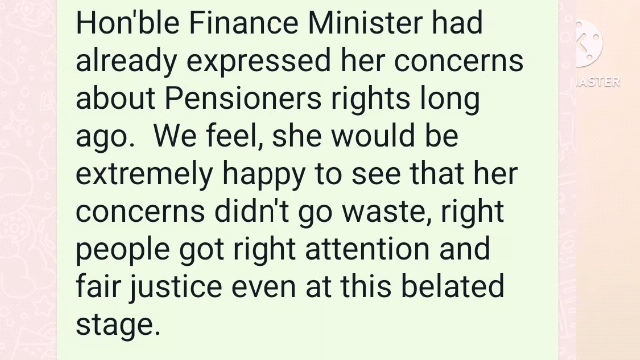 Hon'ble Finance Minister had
already expressed her concerns
about Pensioners rights long
ago.  We feel, she would be
extremely happy to see that her
concerns didn't go waste, right
people got right attention and
fair justice even at this belated
stage.